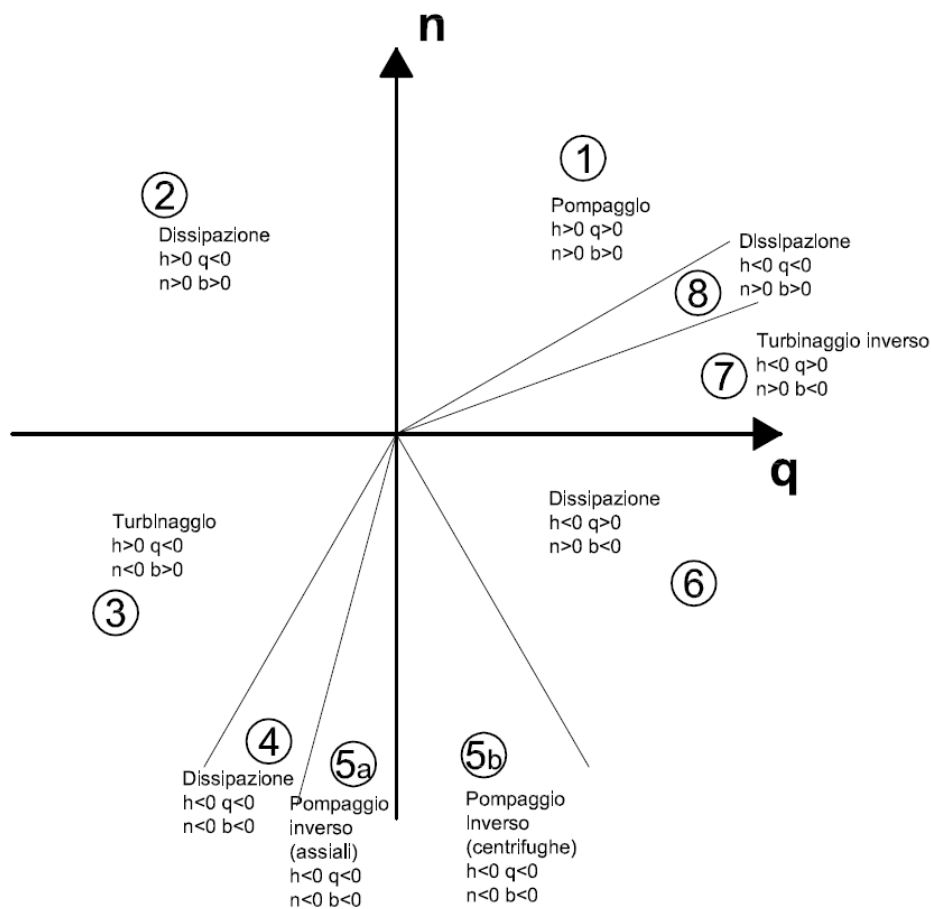 n
1
Pompaggio
h>0 q>0
n>0 b>0
2
Dissipazione
h>0 q<0
n>0 b>0
Dissipazione
h<0 q<0
n>0 b>0
8
Turbinaggio inverso
h<0 q>0
n>0 b<0
7
q
Dissipazione
h<0 q>0
n>0 b<0
6
Turbinaggio
h>0 q<0
n<0 b>0
3
4
Dissipazione
h<0 q<0
n<0 b<0
5a
Pompaggio
inverso
(assiali)
h<0 q<0
n<0 b<0
5b
Pompaggio
inverso
(centrifughe)
h<0 q<0
n<0 b<0